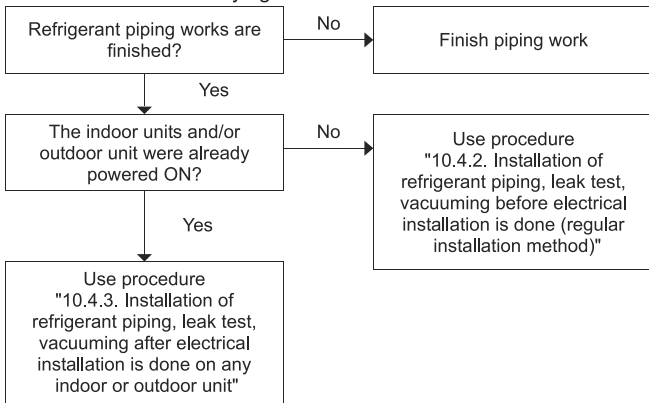 Refrigerant piping works are
finished?
No
Finish piping work
Yes
The indoor units and/or
outdoor unit were already
powered ON?
No
Use procedure
"10.4.2. Installation of
refrigerant piping, leak test,
vacuuming before electrical
installation is done (regular
installation method)"
Yes
Use procedure
"10.4.3. Installation of
refrigerant piping, leak test,
vacuuming after electrical
installation is done on any
indoor or outdoor unit"